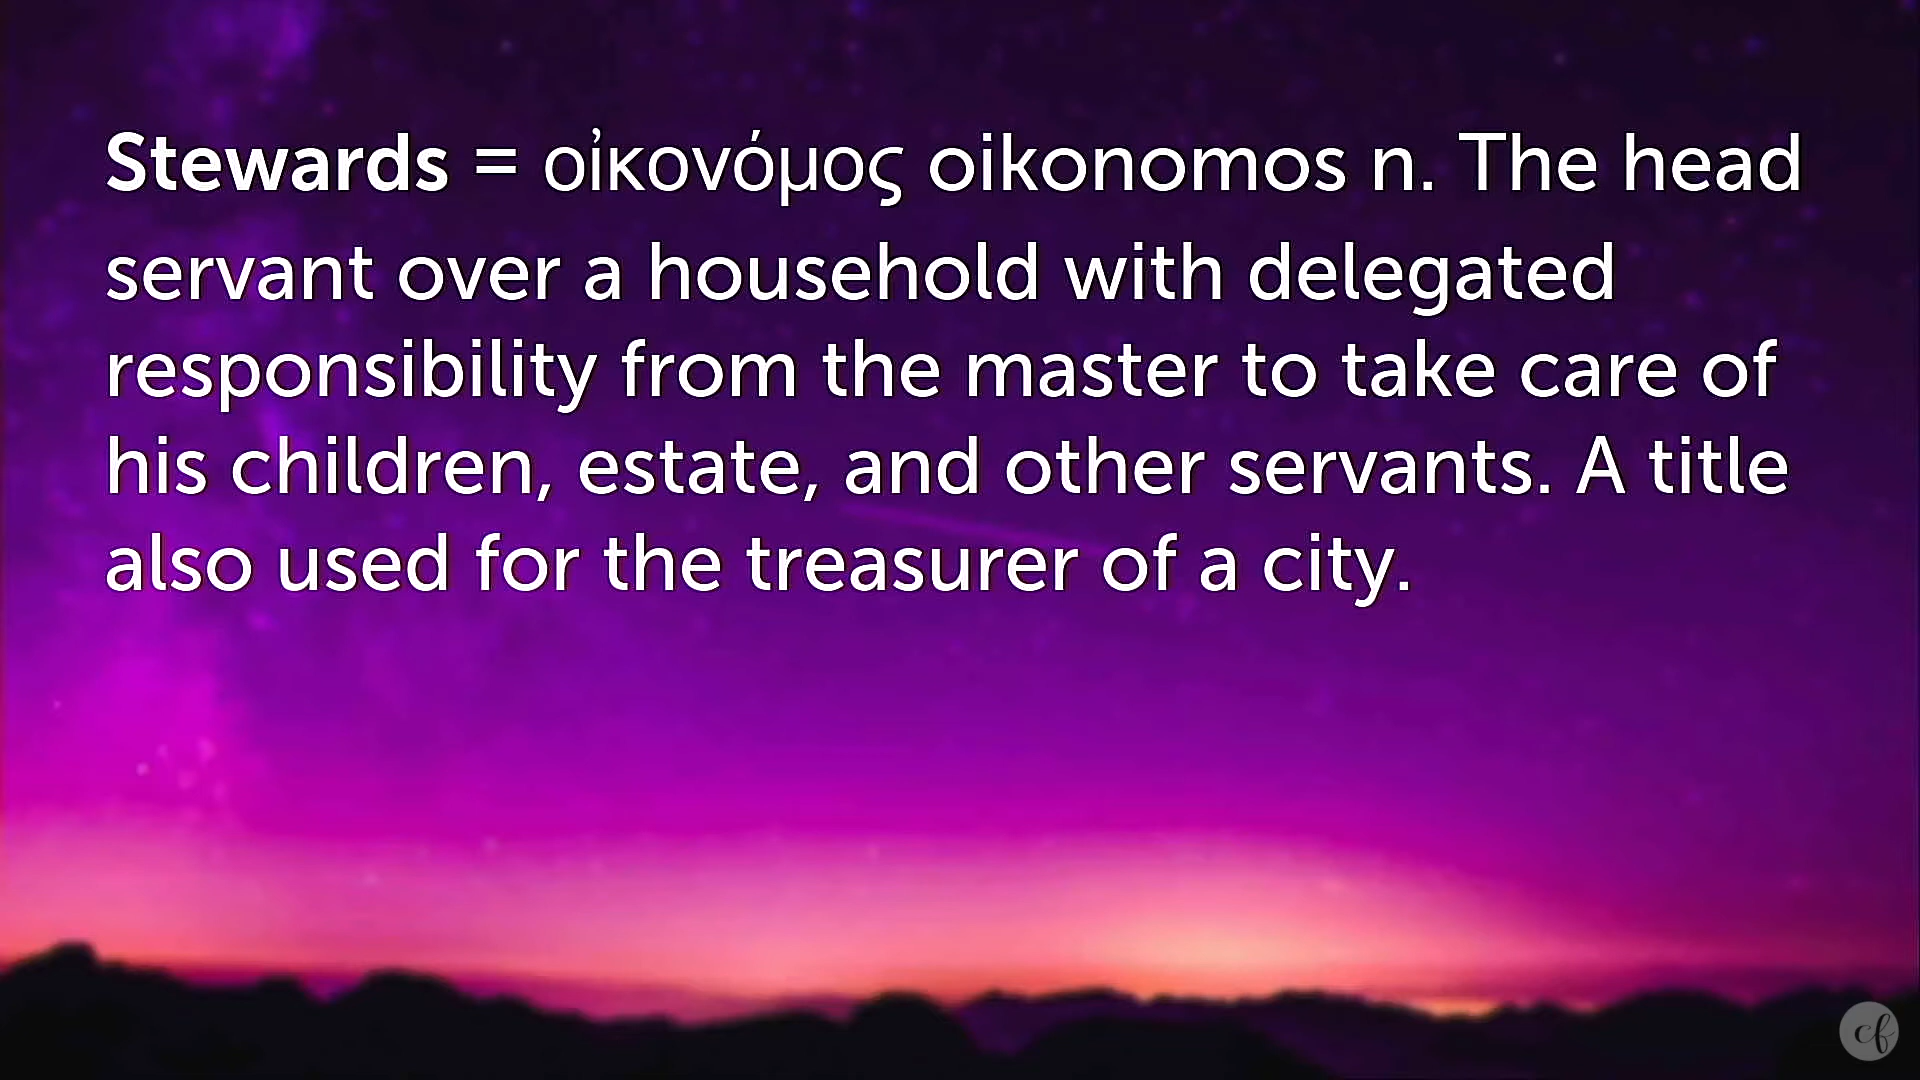 Stewards = οἰκονόμος oikonomos n. The head
servant over a household with delegated
responsibility from the master to take care of
his children, estate, and other servants. A title
also used for the treasurer of a city.
cf